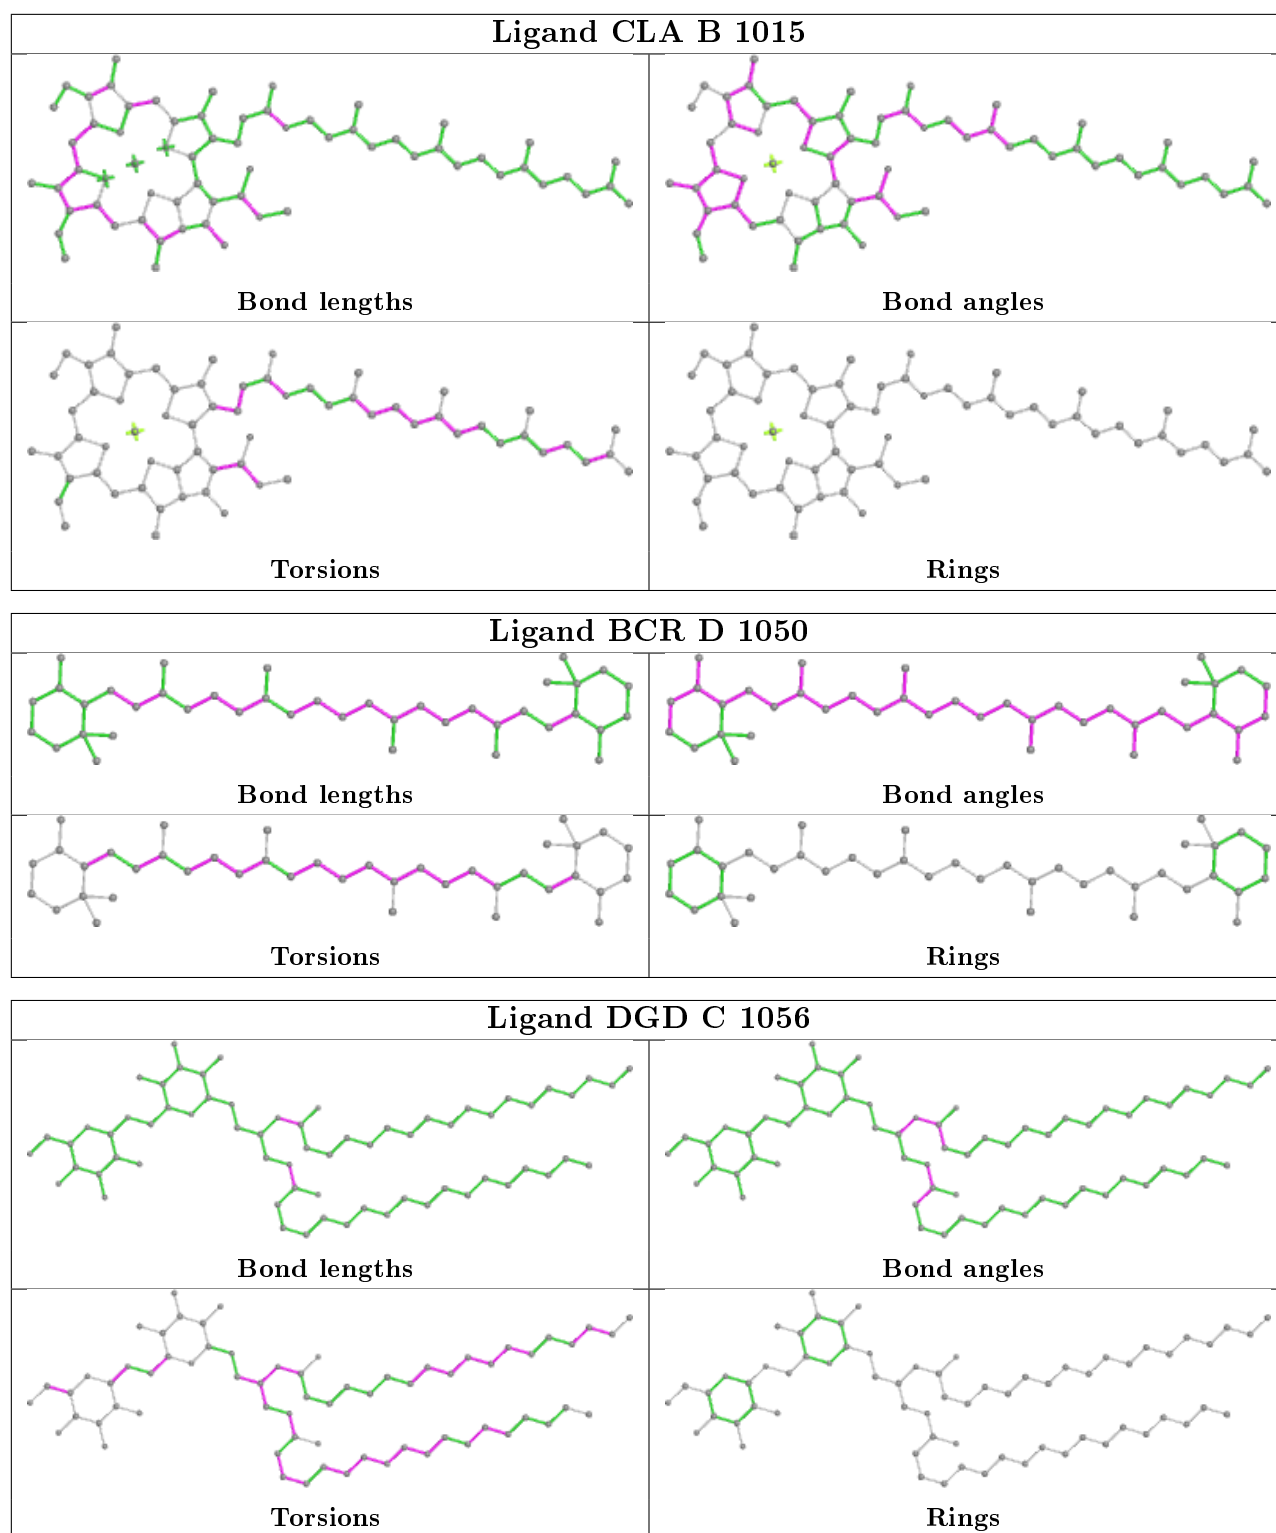 Ligand CLA B 1015
Bond lengths
Bond angles
Torsions
Rings
Ligand BCR D 1050
Bond lengths
Bond angles
Torsions
Rings
Ligand DGD C 1056
Bond lengths
Bond angles
Torsions
Rings